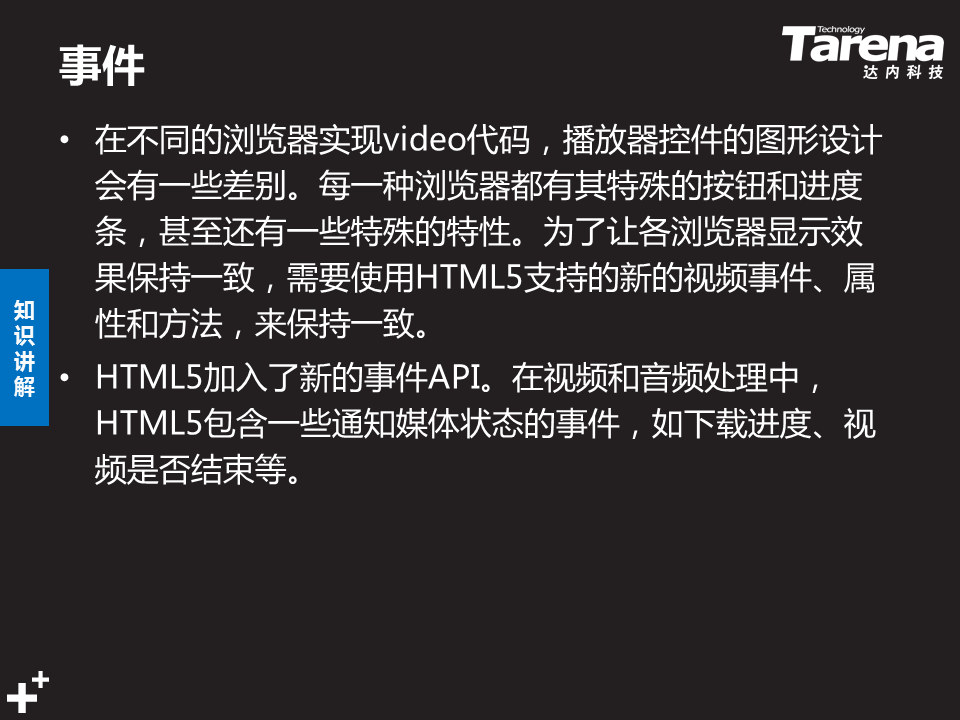 事件
Technology
Tarena
达内科技
• 在不同的浏览器实现video代码，播放器控件的图形设计
会有一些差别。每一种浏览器都有其特殊的按钮和进度
条，甚至还有一些特殊的特性。为了让各浏览器显示效
果保持一致，需要使用HTML5支持的新的视频事件、属
性和方法，来保持一致。
• HTML5加入了新的事件API。在视频和音频处理中，
HTML5包含一些通知媒体状态的事件，如下载进度、视
频是否结束等。
知
识
讲
解